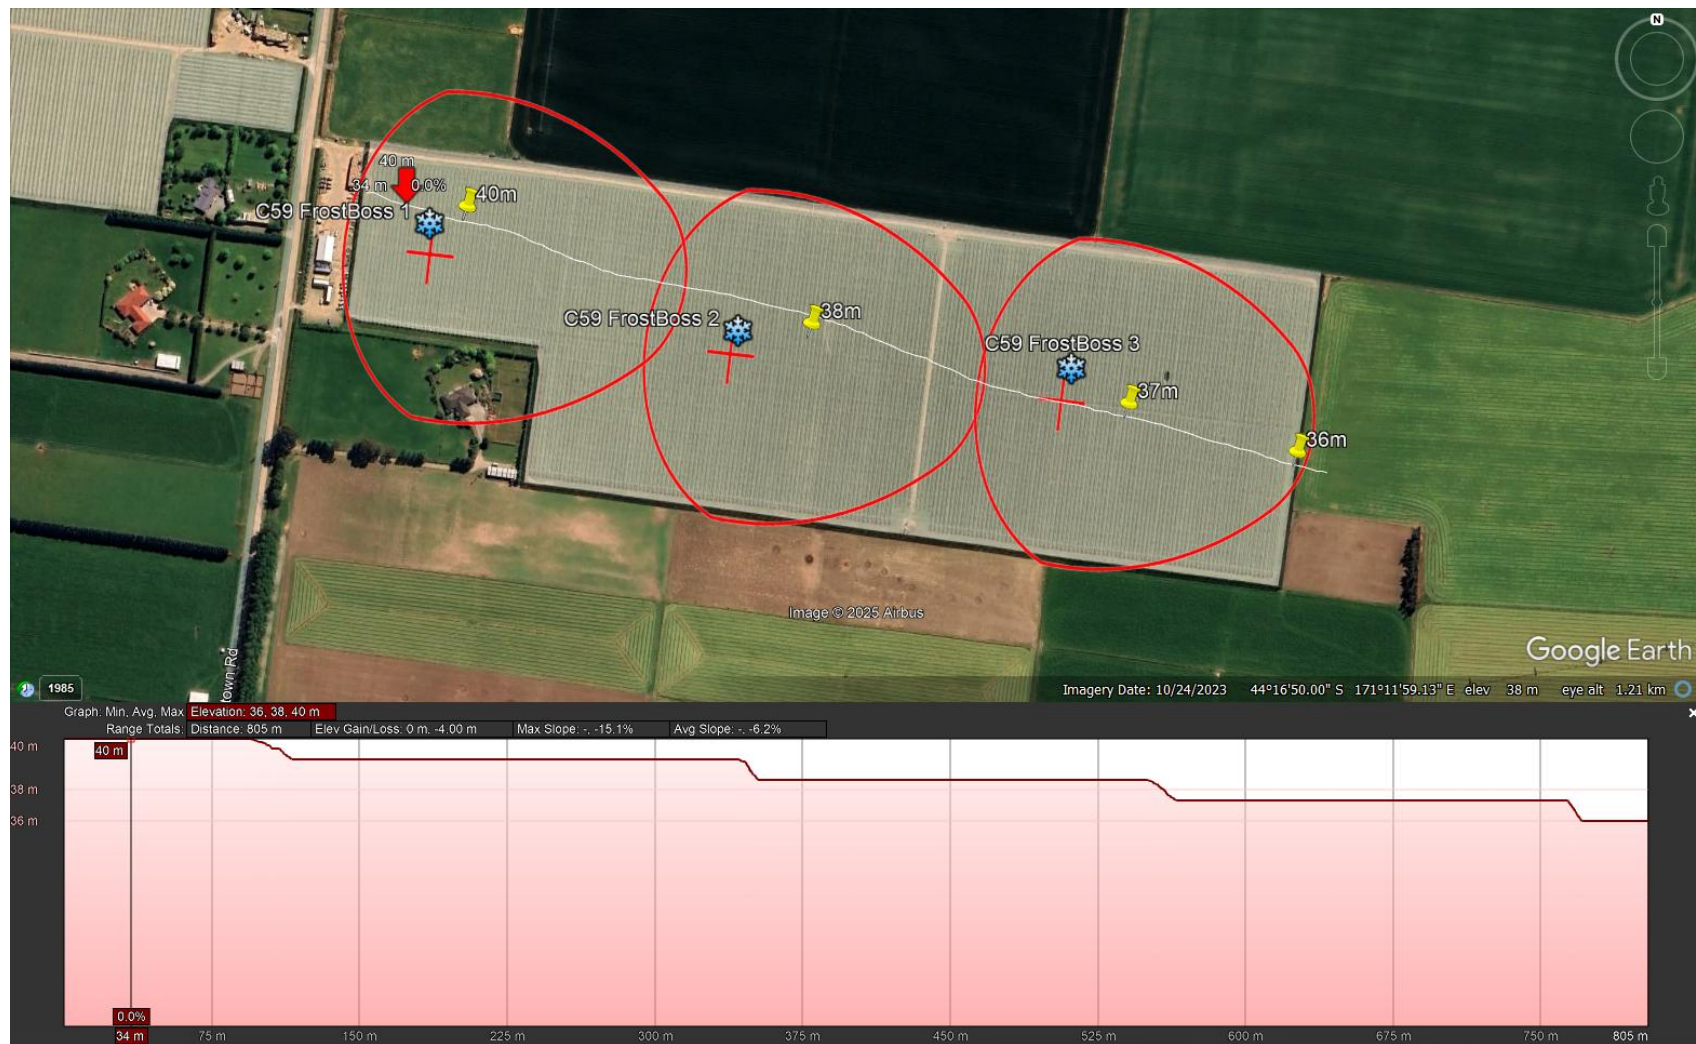 N
40 m
34 m 0.0%
C59 FrostBoss 1
40m
C59 FrostBoss 2
38m
C59 FrostBoss 3
37m
36m
Image © 2025 Airbus
Google Earth
town Rd
1985
Imagery Date: 10/24/2023 44°16'50.00" S 171°11'59.13" E elev 38 m eye alt 1.21 km
Graph: Min, Avg, Max Elevation: 36, 38, 40 m
Range Totals: Distance: 805 m Elev Gain/Loss: 0 m, -4.00 m Max Slope: -, -15.1% Avg Slope: -, -6.2%
40 m
40 m
38 m
36 m
0.0%
34 m 75 m 150 m 225 m 300 m 375 m 450 m 525 m 600 m 675 m 750 m 805 m